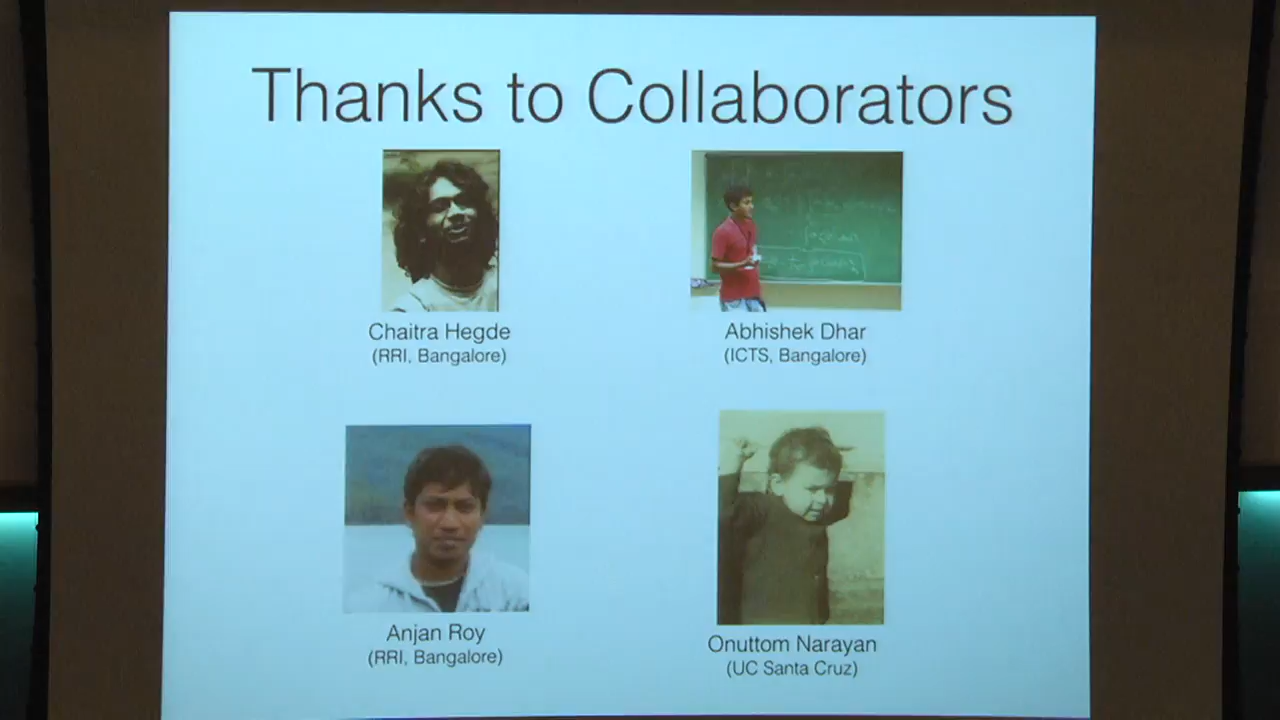 Thanks to Collaborators
Chaitra Hegde
(RRI, Bangalore)
Abhishek Dhar
(ICTS, Bangalore)
Anjan Roy
(RRI, Bangalore)
Onuttom Narayan
(UC Santa Cruz)